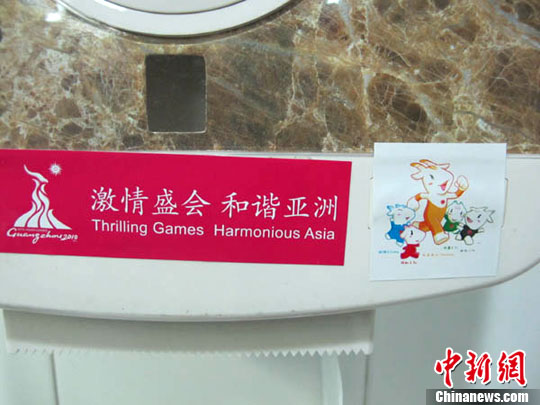 激情盛会 和谐亚洲
Thrilling Games Harmonious Asia
Guangzhou 2010
中新网
Chinanews.com